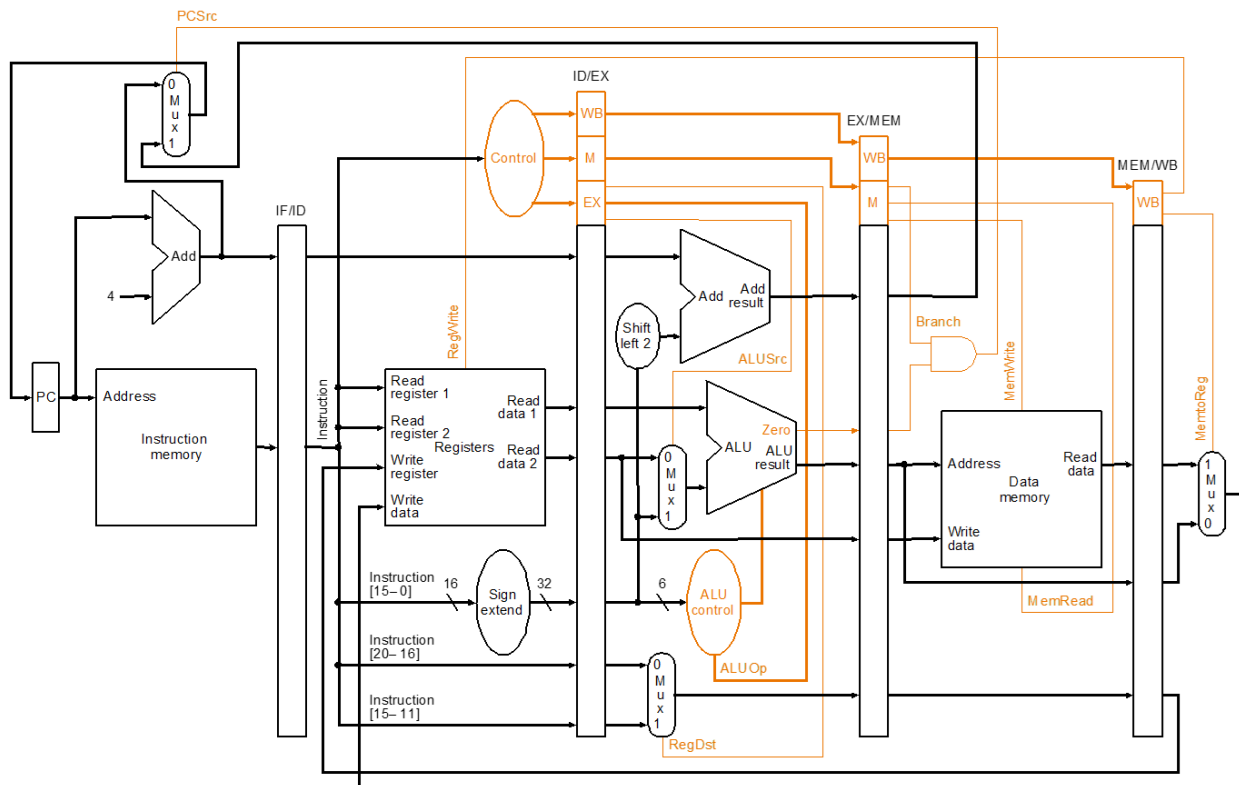 PCSrc
ID/EX
0
M
u
x
1
WB
EX/MEM
Control
M
WB
MEM/WB
IF/ID
EX
M
WB
Add
4
RegWrite
Add
Add
result
Shift
left 2
Branch
ALUSrc
MemWrite
PC
Address
Instruction
memory
Instruction
Read
register 1
Read
register 2
Write
register
Write
data
Registers
Read
data 1
Read
data 2
0
M
u
x
1
ALU
Zero
ALU
result
Address
Write
data
Data
memory
Read
data
MemtoReg
1
M
u
x
0
Instruction
[15–0]
16
Sign
extend
32
6
ALU
control
MemRead
Instruction
[20–16]
0
M
u
x
1
ALUOp
Instruction
[15–11]
RegDst